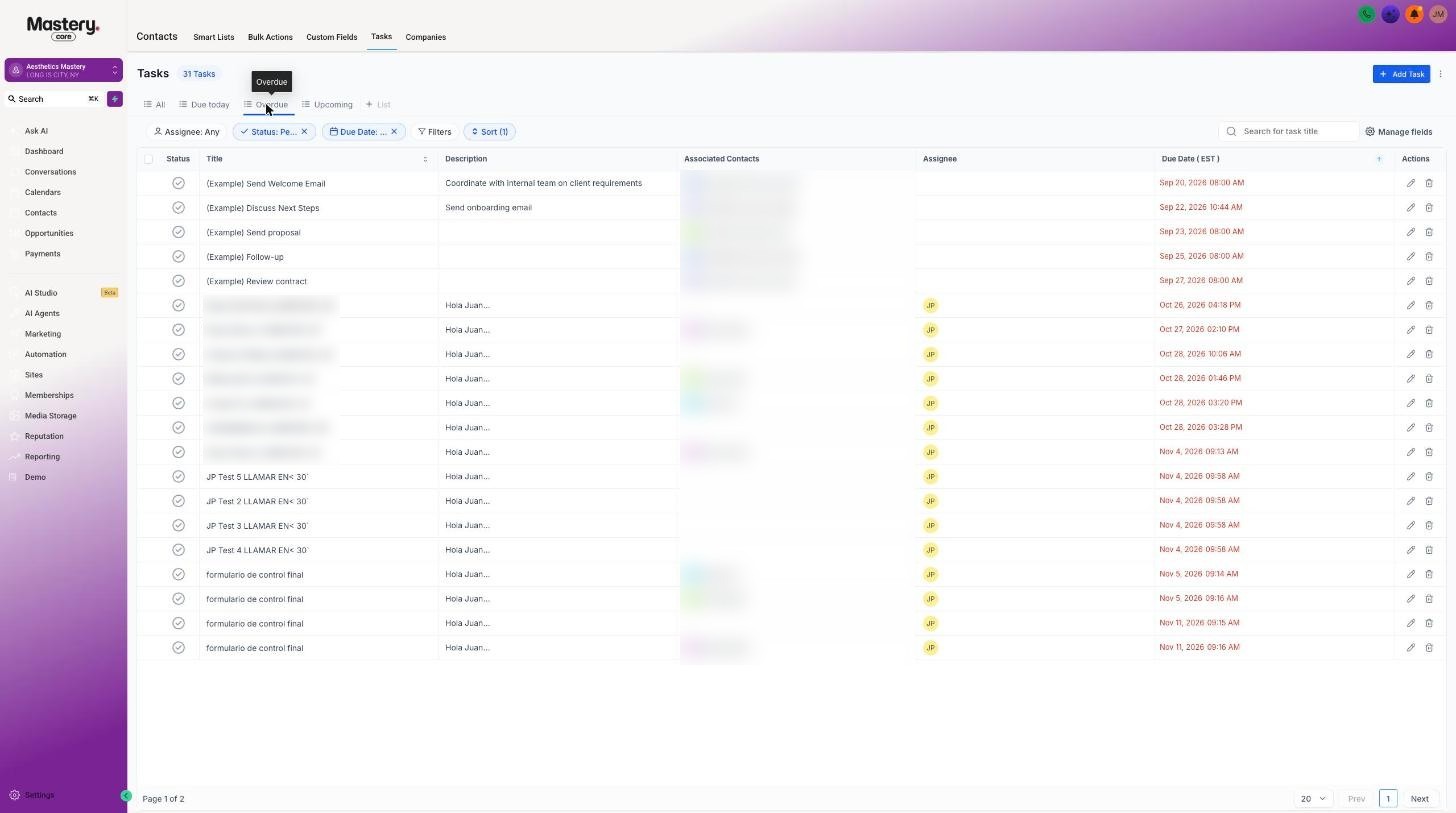 Mastery.
core
Contacts
Smart Lists
Bulk Actions
Custom Fields
Tasks
Companies
JM
Aesthetics Mastery
LONG IS CITY, NY
Search
⌘K
Ask AI
Dashboard
Conversations
Calendars
Contacts
Opportunities
Payments
AI Studio
Beta
AI Agents
Marketing
Automation
Sites
Memberships
Media Storage
Reputation
Reporting
Demo
Settings
Tasks
31 Tasks
+ Add Task
Overdue
All
Due today
Overdue
Upcoming
+ List
Assignee: Any
Status: Pe...
Due Date: ...
Filters
Sort (1)
Search for task title
Manage fields
Status Title Description Associated Contacts Assignee Due Date ( EST ) Actions
(Example) Send Welcome Email Coordinate with internal team on client requirements Sep 20, 2026 08:00 AM
(Example) Discuss Next Steps Send onboarding email Sep 22, 2026 10:44 AM
(Example) Send proposal Sep 23, 2026 08:00 AM
(Example) Follow-up Sep 25, 2026 08:00 AM
(Example) Review contract Sep 27, 2026 08:00 AM
Hola Juan... JP Oct 26, 2026 04:18 PM
Hola Juan... JP Oct 27, 2026 02:10 PM
Hola Juan... JP Oct 28, 2026 10:06 AM
Hola Juan... JP Oct 28, 2026 01:46 PM
Hola Juan... JP Oct 28, 2026 03:20 PM
Hola Juan... JP Oct 28, 2026 03:28 PM
Hola Juan... JP Nov 4, 2026 09:13 AM
JP Test 5 LLAMAR EN< 30` Hola Juan... JP Nov 4, 2026 09:58 AM
JP Test 2 LLAMAR EN< 30` Hola Juan... JP Nov 4, 2026 09:58 AM
JP Test 3 LLAMAR EN< 30` Hola Juan... JP Nov 4, 2026 09:58 AM
JP Test 4 LLAMAR EN< 30` Hola Juan... JP Nov 4, 2026 09:58 AM
formulario de control final Hola Juan... JP Nov 5, 2026 09:14 AM
formulario de control final Hola Juan... JP Nov 5, 2026 09:16 AM
formulario de control final Hola Juan... JP Nov 11, 2026 09:15 AM
formulario de control final Hola Juan... JP Nov 11, 2026 09:16 AM
Page 1 of 2
20
Prev
1
Next